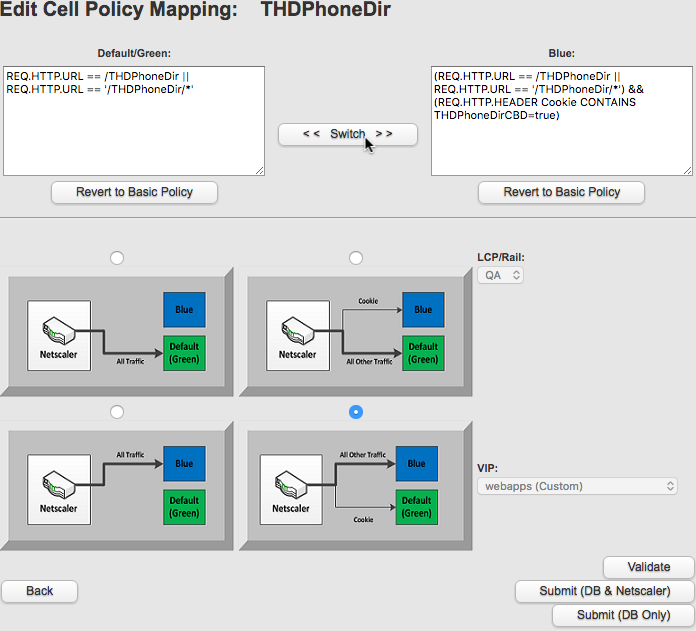 Edit Cell Policy Mapping: THDPhoneDir
Default/Green:
REQ.HTTP.URL == /THDPhoneDir ||
REQ.HTTP.URL == '/THDPhoneDir/*'
Revert to Basic Policy
<< Switch >>
Blue:
(REQ.HTTP.URL == /THDPhoneDir ||
REQ.HTTP.URL == '/THDPhoneDir/*') &&
(REQ.HTTP.HEADER Cookie CONTAINS
THDPhoneDirCBD=true)
Revert to Basic Policy
Netscaler
All Traffic
Blue
Default
(Green)
Netscaler
Cookie
All Other Traffic
Blue
Default
(Green)
LCP/Rail:
QA
Netscaler
All Traffic
Blue
Default
(Green)
Netscaler
All Other Traffic
Cookie
Blue
Default
(Green)
VIP:
webapps (Custom)
Back
Validate
Submit (DB & Netscaler)
Submit (DB Only)